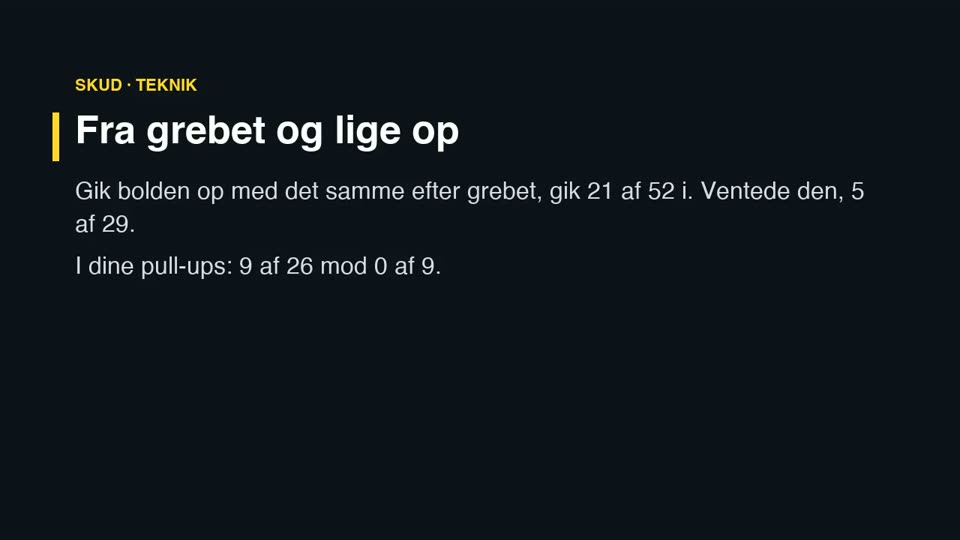 SKUD · TEKNIK
Fra grebet og lige op
Gik bolden op med det samme efter grebet, gik 21 af 52 i. Ventede den, 5
af 29.
I dine pull-ups: 9 af 26 mod 0 af 9.